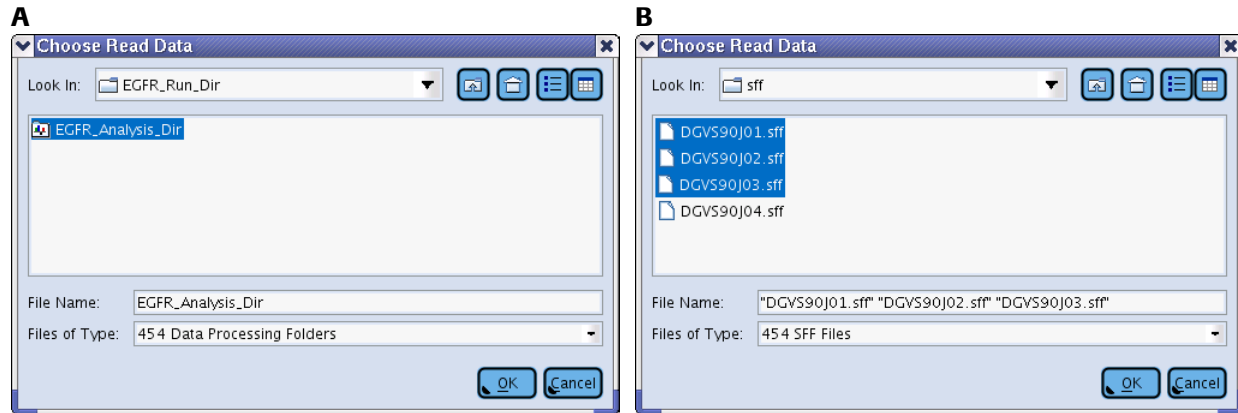 A
Choose Read Data
Look In: EGFR_Run_Dir
EGFR_Analysis_Dir
File Name: EGFR_Analysis_Dir
Files of Type: 454 Data Processing Folders
OK Cancel
B
Choose Read Data
Look In: sff
DGVS90J01.sff
DGVS90J02.sff
DGVS90J03.sff
DGVS90J04.sff
File Name: "DGVS90J01.sff" "DGVS90J02.sff" "DGVS90J03.sff"
Files of Type: 454 SFF Files
OK Cancel